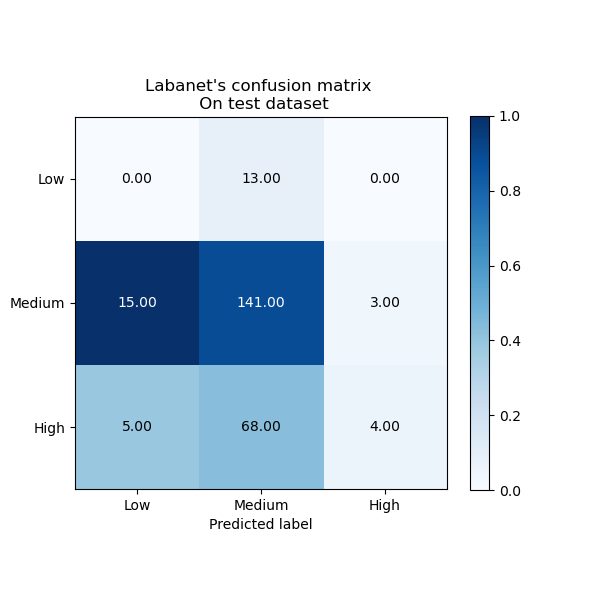 Labanet's confusion matrix
On test dataset
1.0
Low 0.00 13.00 0.00
0.8
Medium 15.00 141.00 3.00
0.6
0.4
High 5.00 68.00 4.00
0.2
0.0
Low Medium High
Predicted label